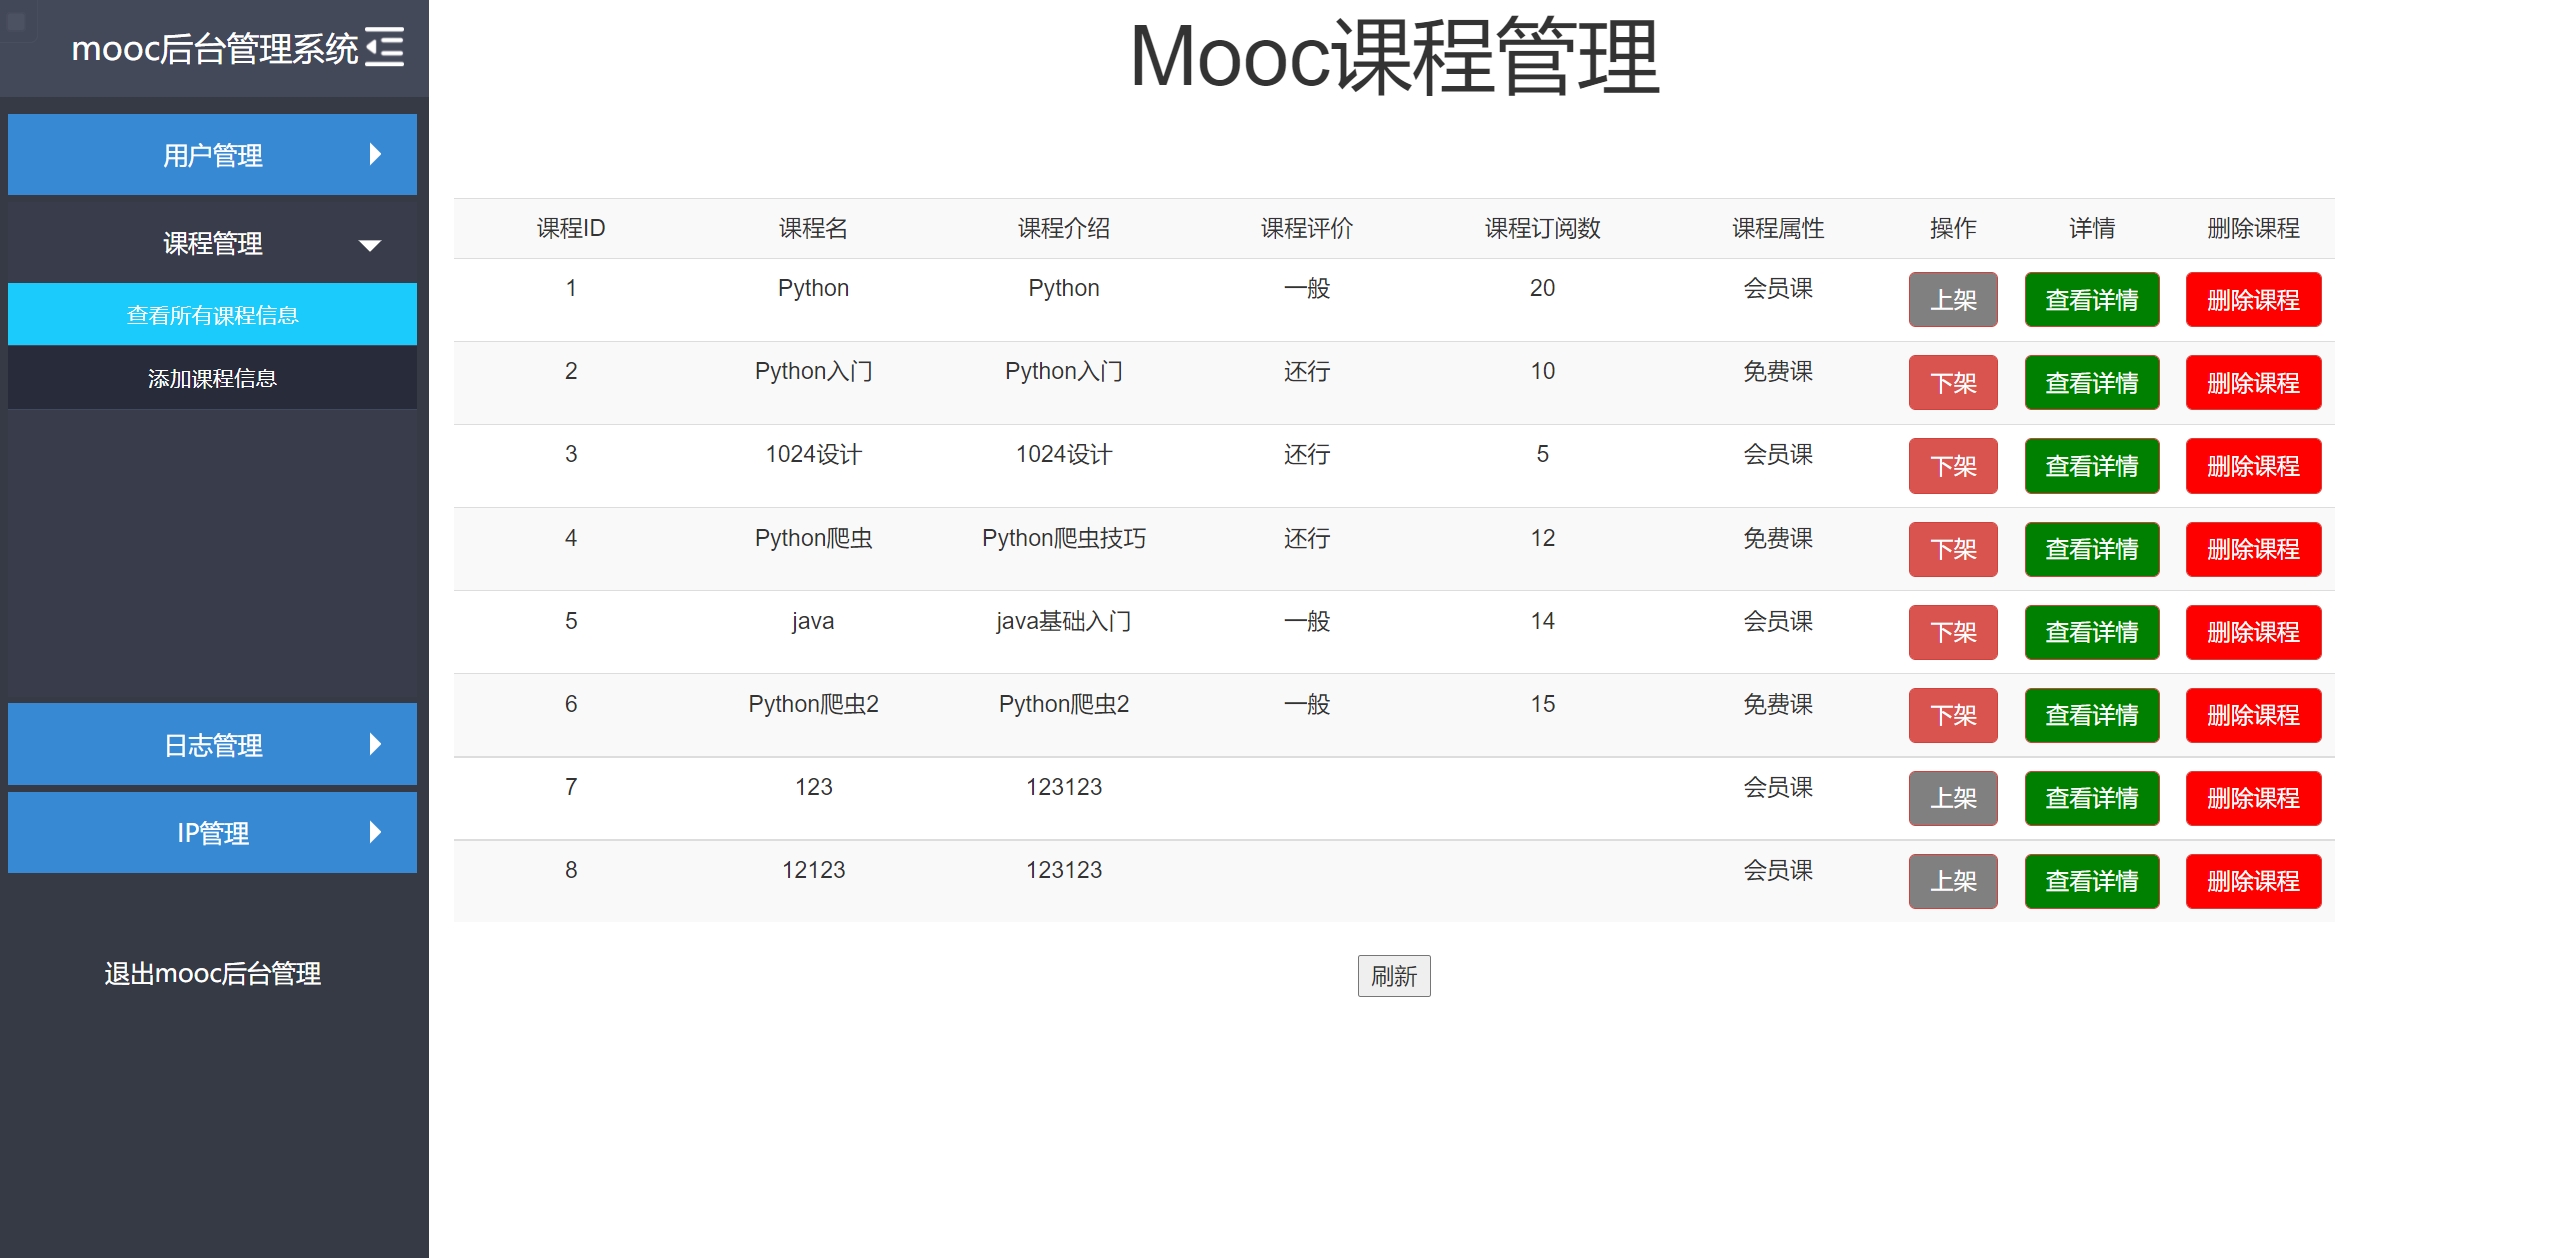 mooc后台管理系统
用户管理
课程管理
查看所有课程信息
添加课程信息
日志管理
IP管理
退出mooc后台管理
Mooc课程管理
课程ID 课程名 课程介绍 课程评价 课程订阅数 课程属性 操作 详情 删除课程
1 Python Python 一般 20 会员课 上架 查看详情 删除课程
2 Python入门 Python入门 还行 10 免费课 下架 查看详情 删除课程
3 1024设计 1024设计 还行 5 会员课 下架 查看详情 删除课程
4 Python爬虫 Python爬虫技巧 还行 12 免费课 下架 查看详情 删除课程
5 java java基础入门 一般 14 会员课 下架 查看详情 删除课程
6 Python爬虫2 Python爬虫2 一般 15 免费课 下架 查看详情 删除课程
7 123 123123 会员课 上架 查看详情 删除课程
8 12123 123123 会员课 上架 查看详情 删除课程
刷新